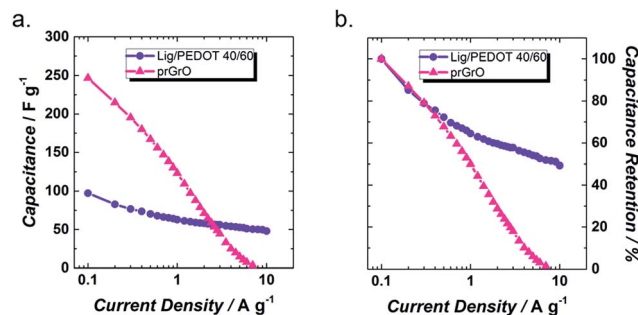 a.
Capacitance / F g⁻¹
300
250
200
150
100
50
0
Lig/PEDOT 40/60
prGrO
0.1
1
10
Current Density / A g⁻¹
b.
Lig/PEDOT 40/60
prGrO
100
80
60
40
20
0
Capacitance Retention / %
0.1
1
10
Current Density / A g⁻¹